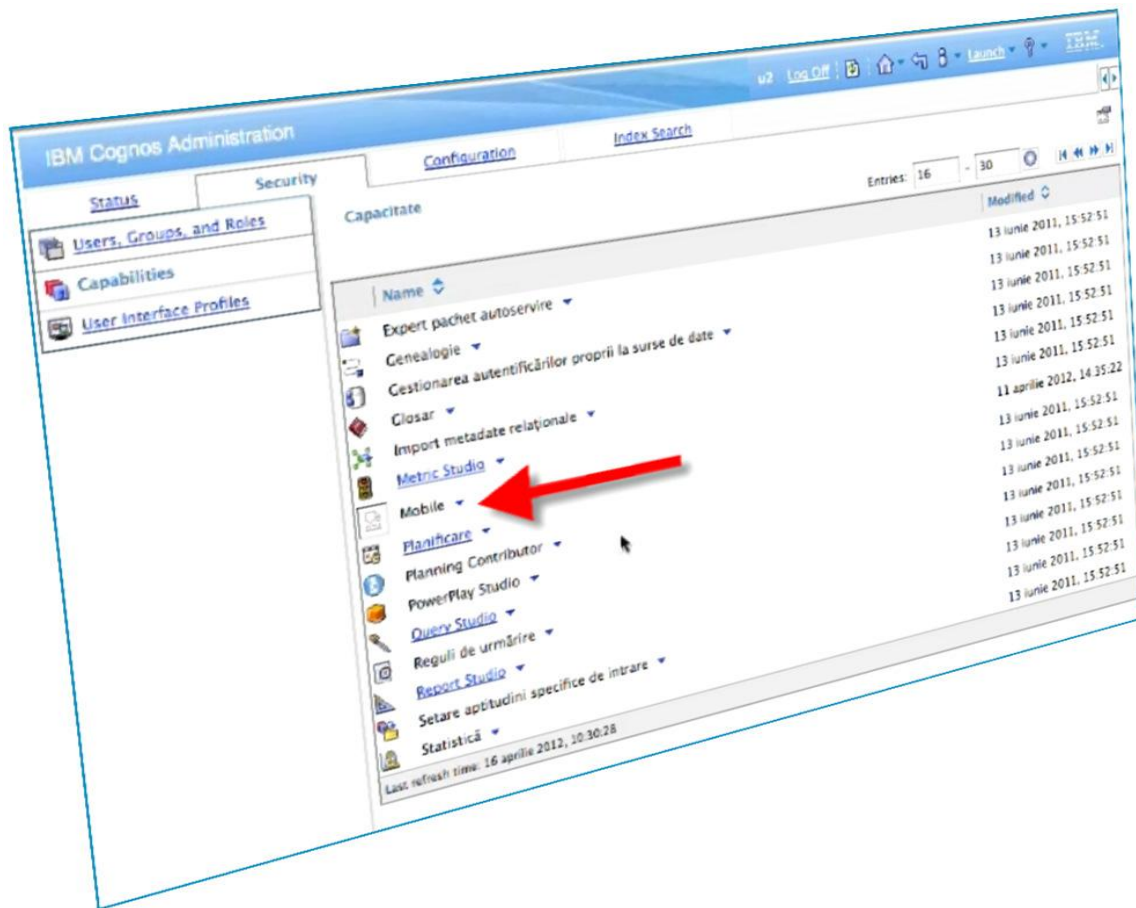 IBM Cognos Administration
u2 Log Off Launch IBM.
Status Security Configuration Index Search
Users, Groups, and Roles
Capabilities
User Interface Profiles
Capacitate
Entries: 16 - 30
Name Modified
Expert pachet autoservire 13 iunie 2011, 15:52:51
Genealogie 13 iunie 2011, 15:52:51
Gestionarea autentificărilor proprii la surse de date 13 iunie 2011, 15:52:51
Glosar 13 iunie 2011, 15:52:51
Import metadate relaţionale 13 iunie 2011, 15:52:51
Metric Studio 13 iunie 2011, 15:52:51
Mobile 11 aprilie 2012, 14:35:22
Planificare 13 iunie 2011, 15:52:51
Planning Contributor 13 iunie 2011, 15:52:51
PowerPlay Studio 13 iunie 2011, 15:52:51
Query Studio 13 iunie 2011, 15:52:51
Reguli de urmărire 13 iunie 2011, 15:52:51
Report Studio 13 iunie 2011, 15:52:51
Setare aptitudini specifice de intrare 13 iunie 2011, 15:52:51
Statistică 13 iunie 2011, 15:52:51
Last refresh time: 16 aprilie 2012, 10:30:28